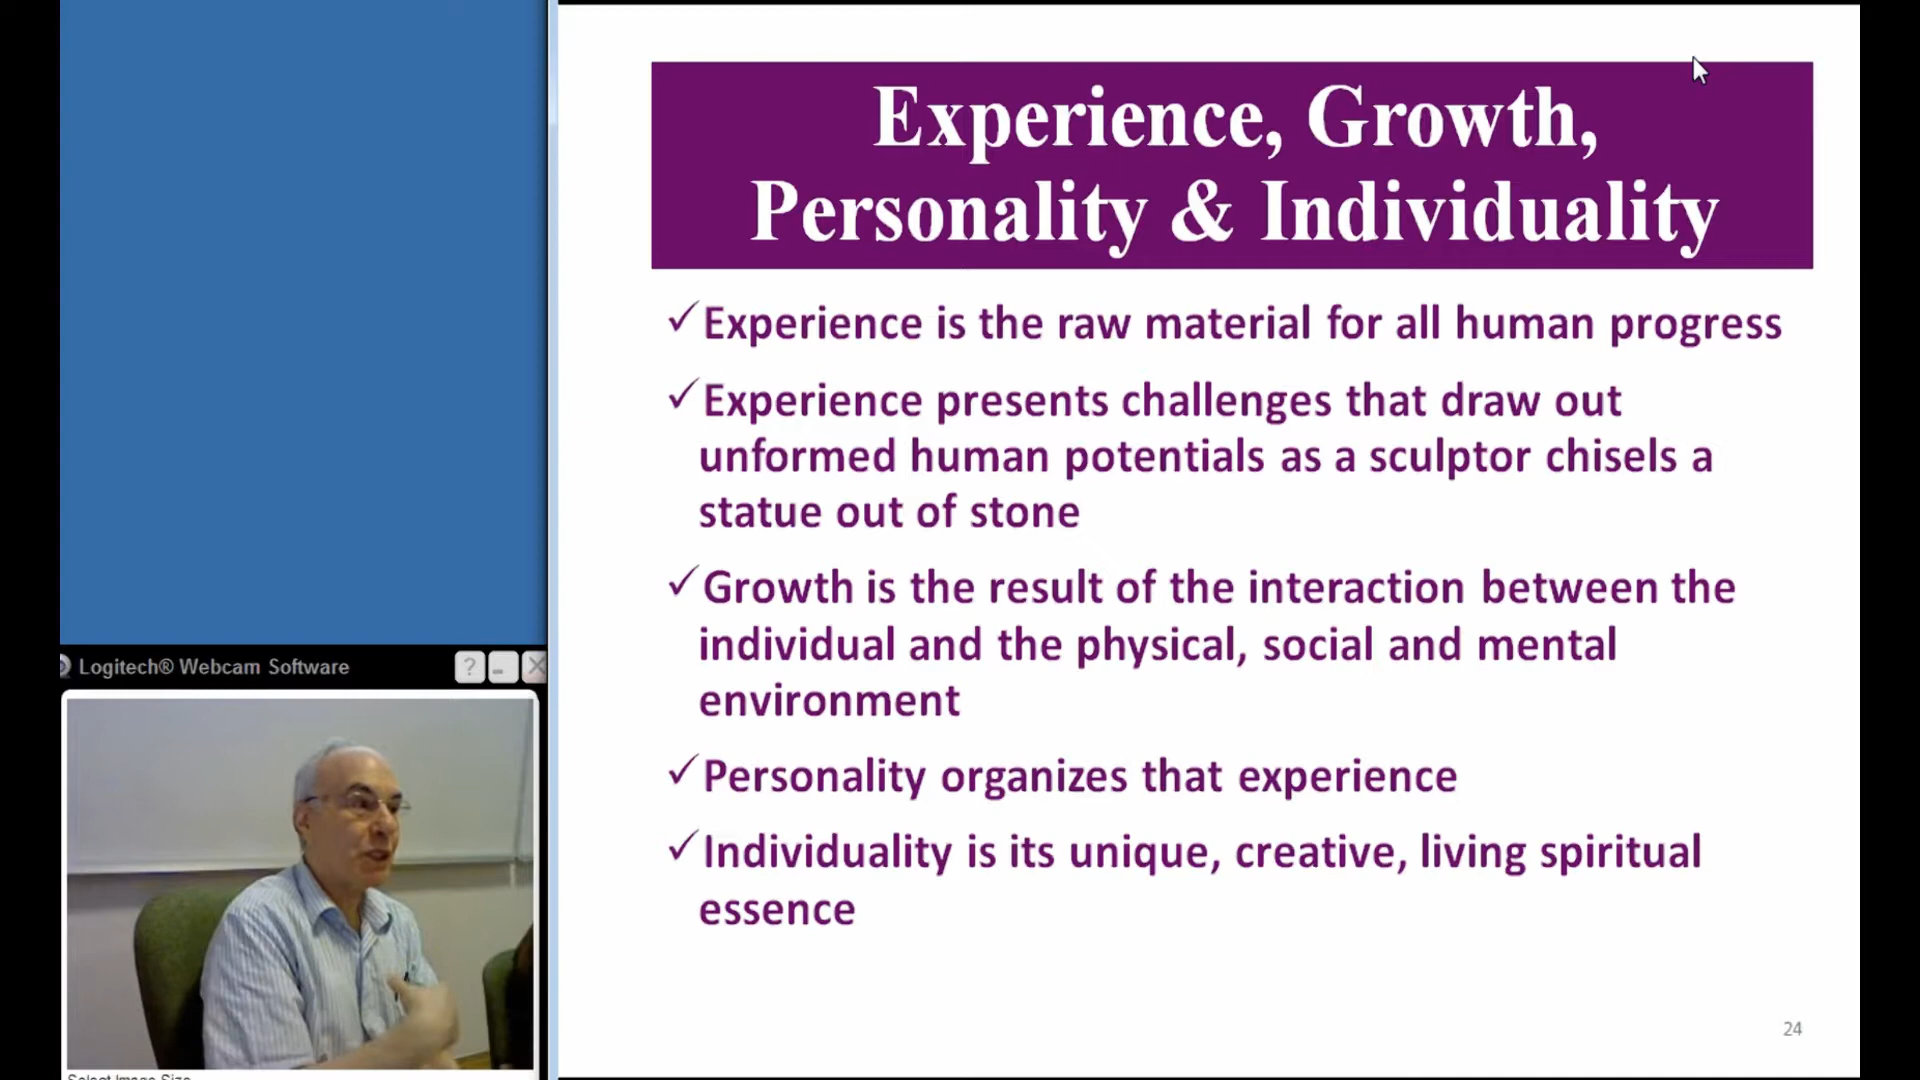 Experience, Growth,
Personality & Individuality
✓Experience is the raw material for all human progress
✓Experience presents challenges that draw out
unformed human potentials as a sculptor chisels a
statue out of stone
✓Growth is the result of the interaction between the
individual and the physical, social and mental
environment
✓Personality organizes that experience
✓Individuality is its unique, creative, living spiritual
essence
24
Logitech® Webcam Software
Select Image Size